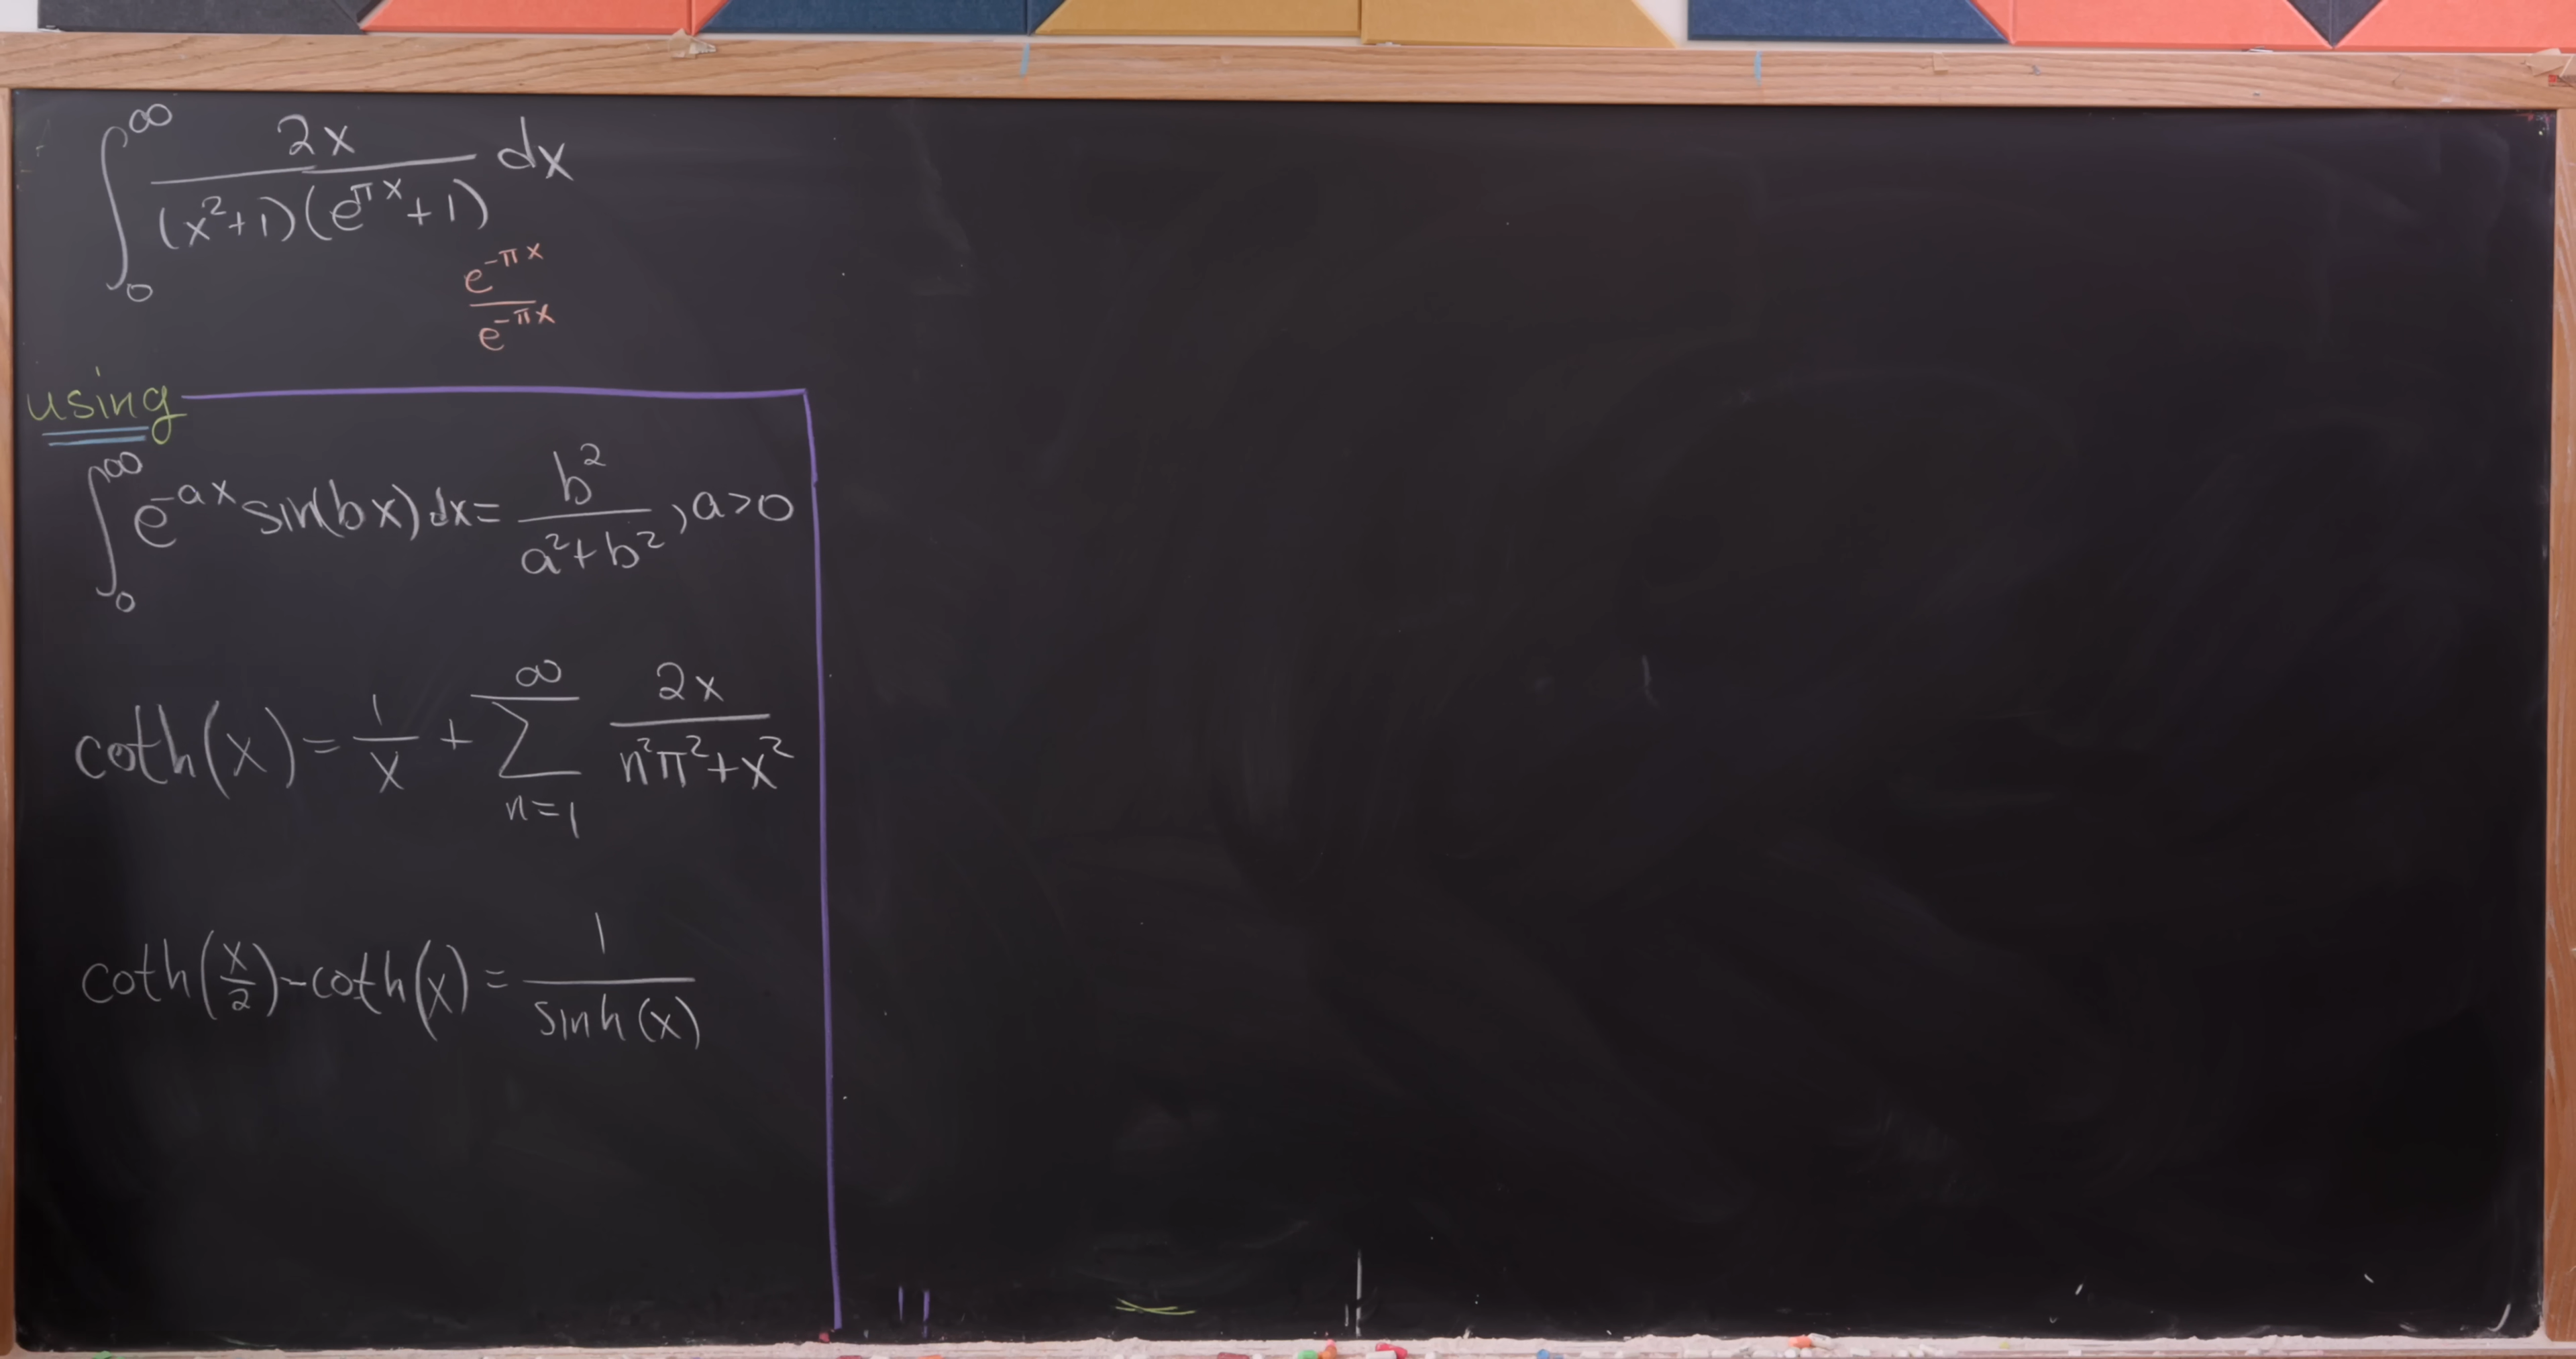 ∫₀^∞ 2x / ((x²+1)(e^{πx}+1)) dx
e^{-πx} / e^{-πx}
using
∫₀^∞ e^{-ax} sin(bx) dx = b² / (a²+b²), a>0
coth(x) = 1/x + ∑_{n=1}^∞ 2x / (n²π²+x²)
coth(x/2) - coth(x) = 1 / sinh(x)